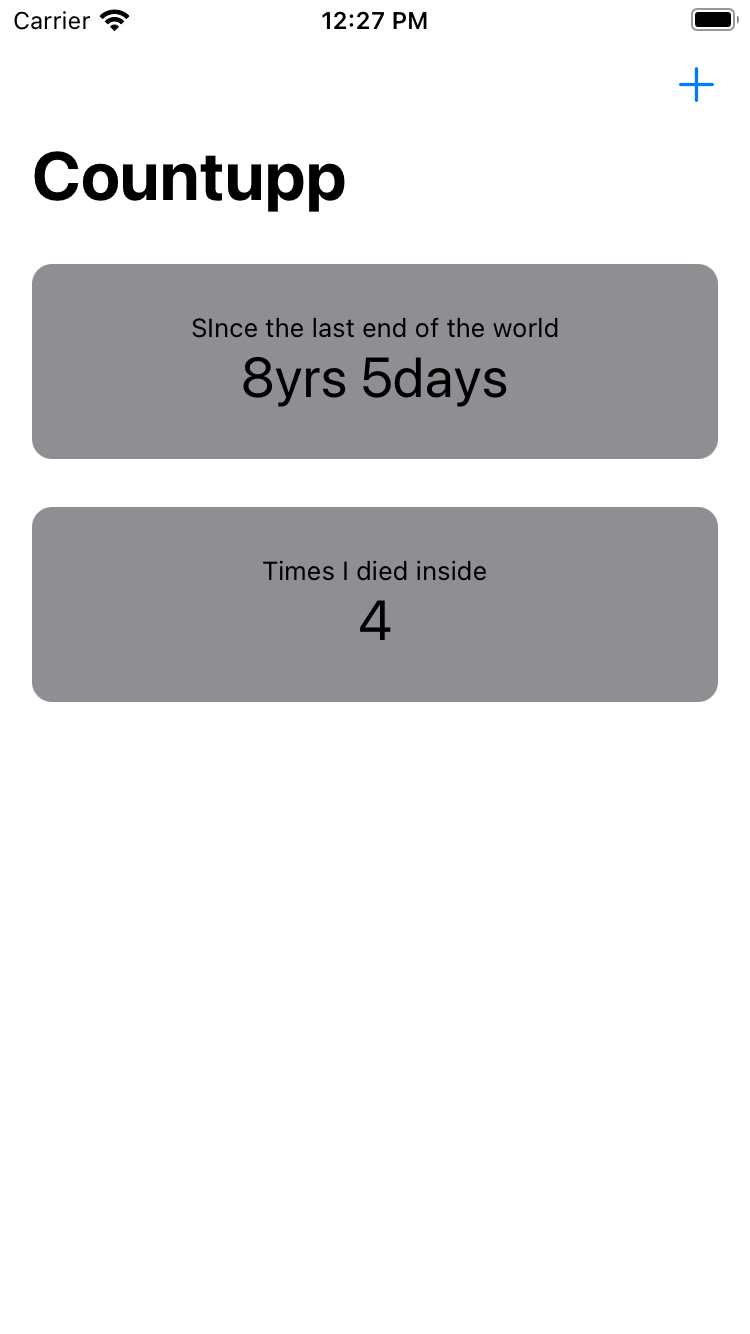 Carrier 12:27 PM
Countupp
SInce the last end of the world
8yrs 5days
Times I died inside
4